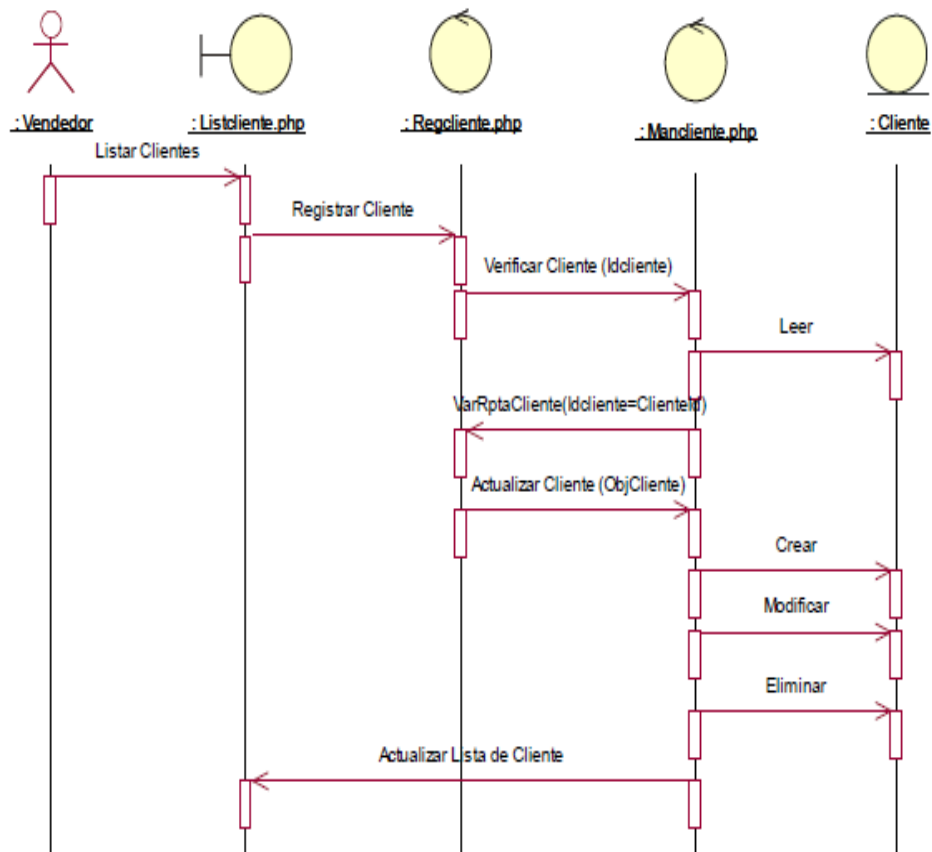 : Vendedor
: Listcliente.php
: Regcliente.php
: Mancliente.php
: Cliente
Listar Clientes
Registrar Cliente
Verificar Cliente (Idcliente)
Leer
VarRptaCliente(Idcliente=ClienteId)
Actualizar Cliente (ObjCliente)
Crear
Modificar
Eliminar
Actualizar Lista de Cliente